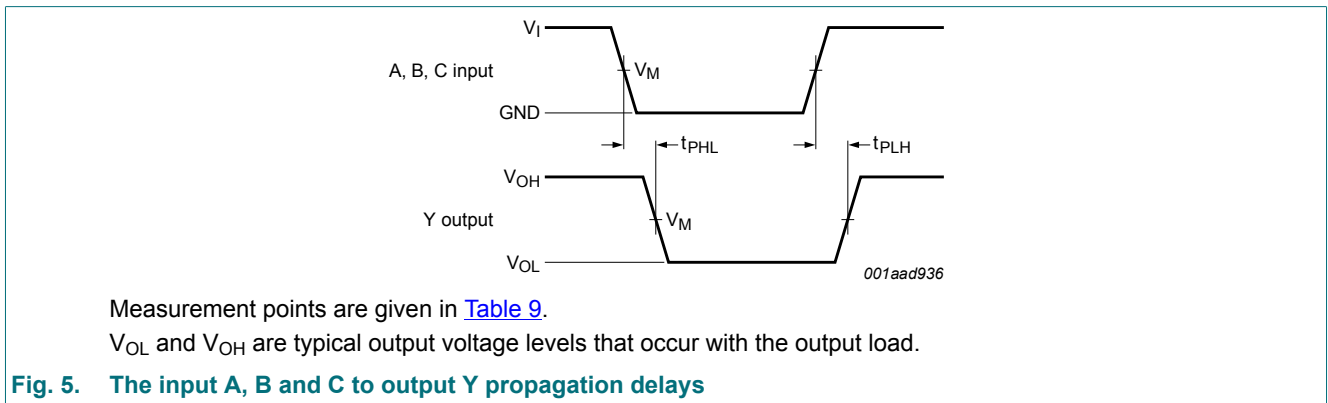 VI
A, B, C input
VM
GND
tPHL
tPLH
VOH
Y output
VM
VOL
001aad936
Measurement points are given in Table 9.
VOL and VOH are typical output voltage levels that occur with the output load.
Fig. 5. The input A, B and C to output Y propagation delays